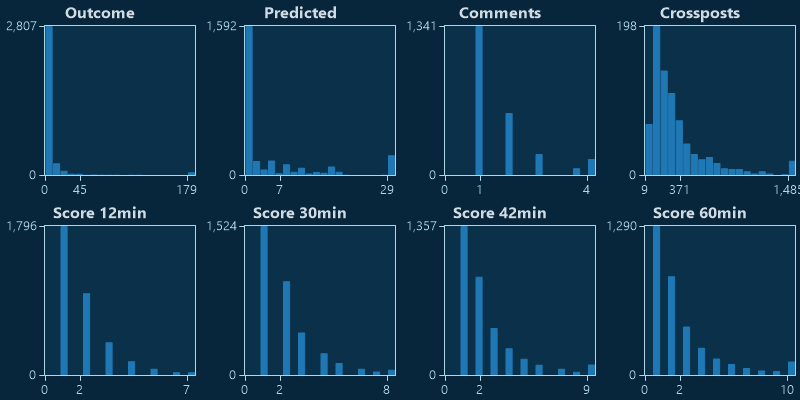 Outcome Predicted Comments Crossposts
2,807 1,592 1,341 198
0 0 0 0
0 45 179 0 7 29 0 1 4 9 371 1,485
Score 12min Score 30min Score 42min Score 60min
1,796 1,524 1,357 1,290
0 0 0 0
0 2 7 0 2 8 0 2 9 0 2 10